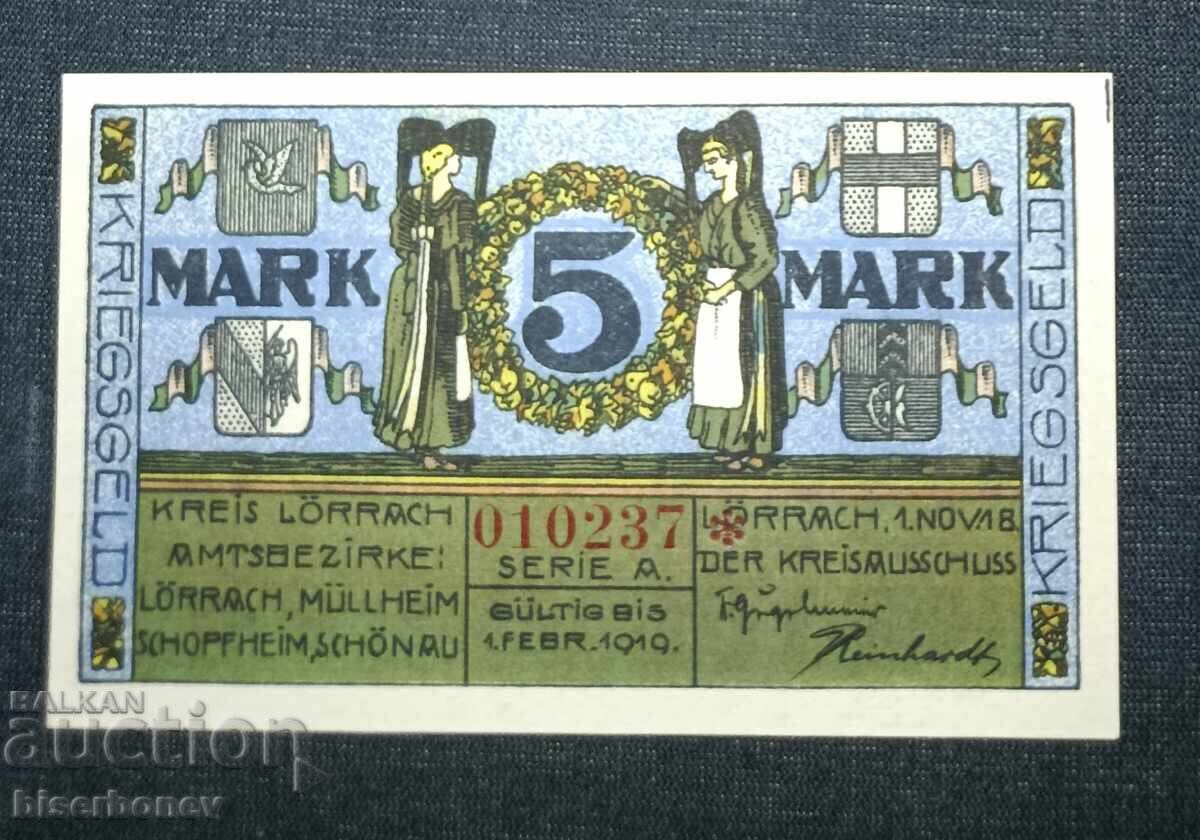 KRIEGSGELD
MARK 5 MARK
KRIEGSGELD
KREIS LÖRRACH
AMTSBEZIRKE:
LÖRRACH, MÜLLHEIM
SCHOPFHEIM, SCHÖNAU
010237
SERIE A.
GÜLTIG BIS
1. FEBR. 1919.
LÖRRACH, 1. NOV. 18.
DER KREISAUSSCHUSS
Reinhardt
BALKAN
auction
biserbonev